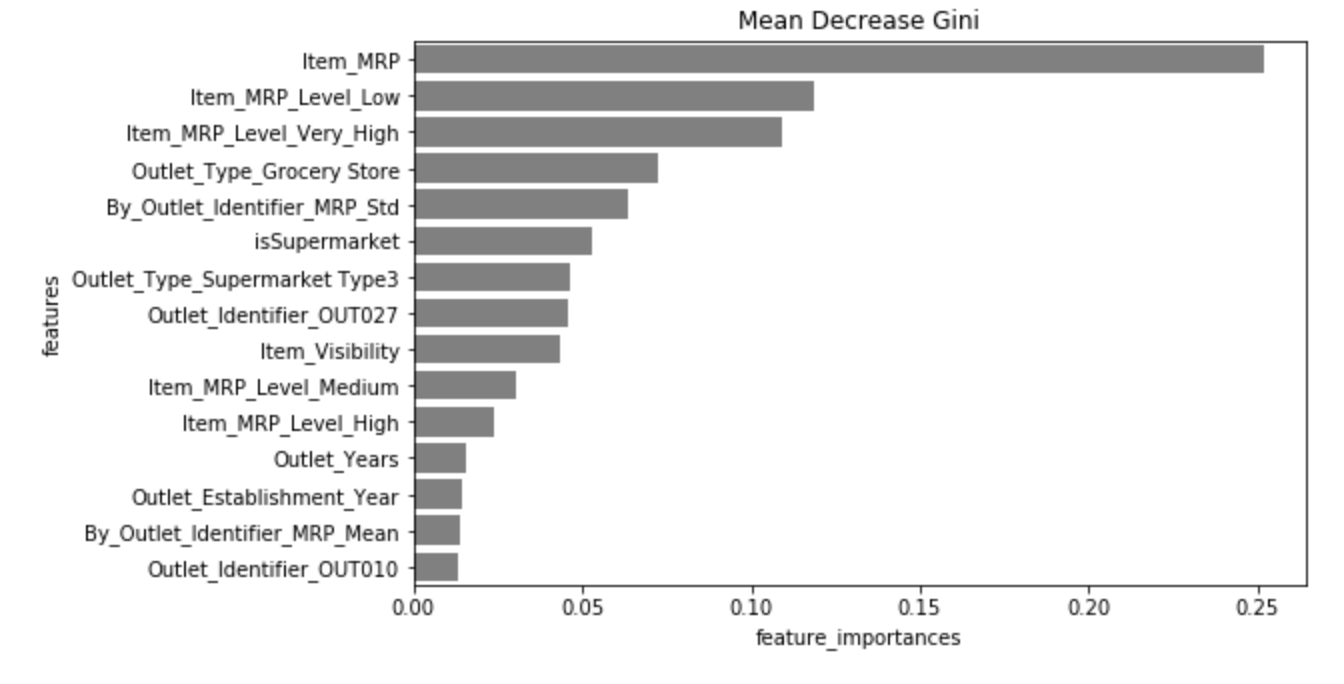 Mean Decrease Gini
Item_MRP
Item_MRP_Level_Low
Item_MRP_Level_Very_High
Outlet_Type_Grocery Store
By_Outlet_Identifier_MRP_Std
isSupermarket
Outlet_Type_Supermarket Type3
Outlet_Identifier_OUT027
Item_Visibility
Item_MRP_Level_Medium
Item_MRP_Level_High
Outlet_Years
Outlet_Establishment_Year
By_Outlet_Identifier_MRP_Mean
Outlet_Identifier_OUT010
features
0.00 0.05 0.10 0.15 0.20 0.25
feature_importances